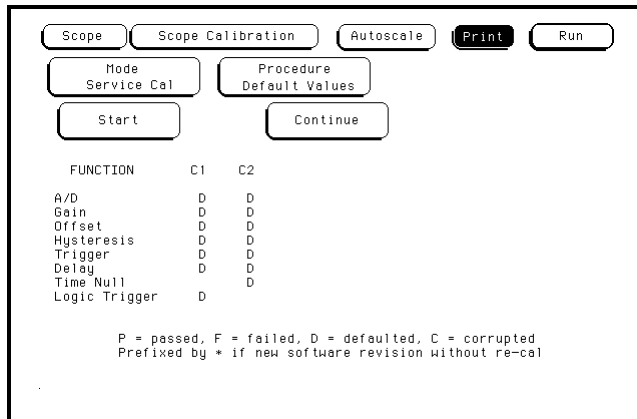 Scope Scope Calibration Autoscale Print Run
Mode Procedure
Service Cal Default Values
Start Continue
FUNCTION C1 C2
A/D D D
Gain D D
Offset D D
Hysteresis D D
Trigger D D
Delay D D
Time Null D
Logic Trigger D
P = passed, F = failed, D = defaulted, C = corrupted
Prefixed by * if new software revision without re-cal